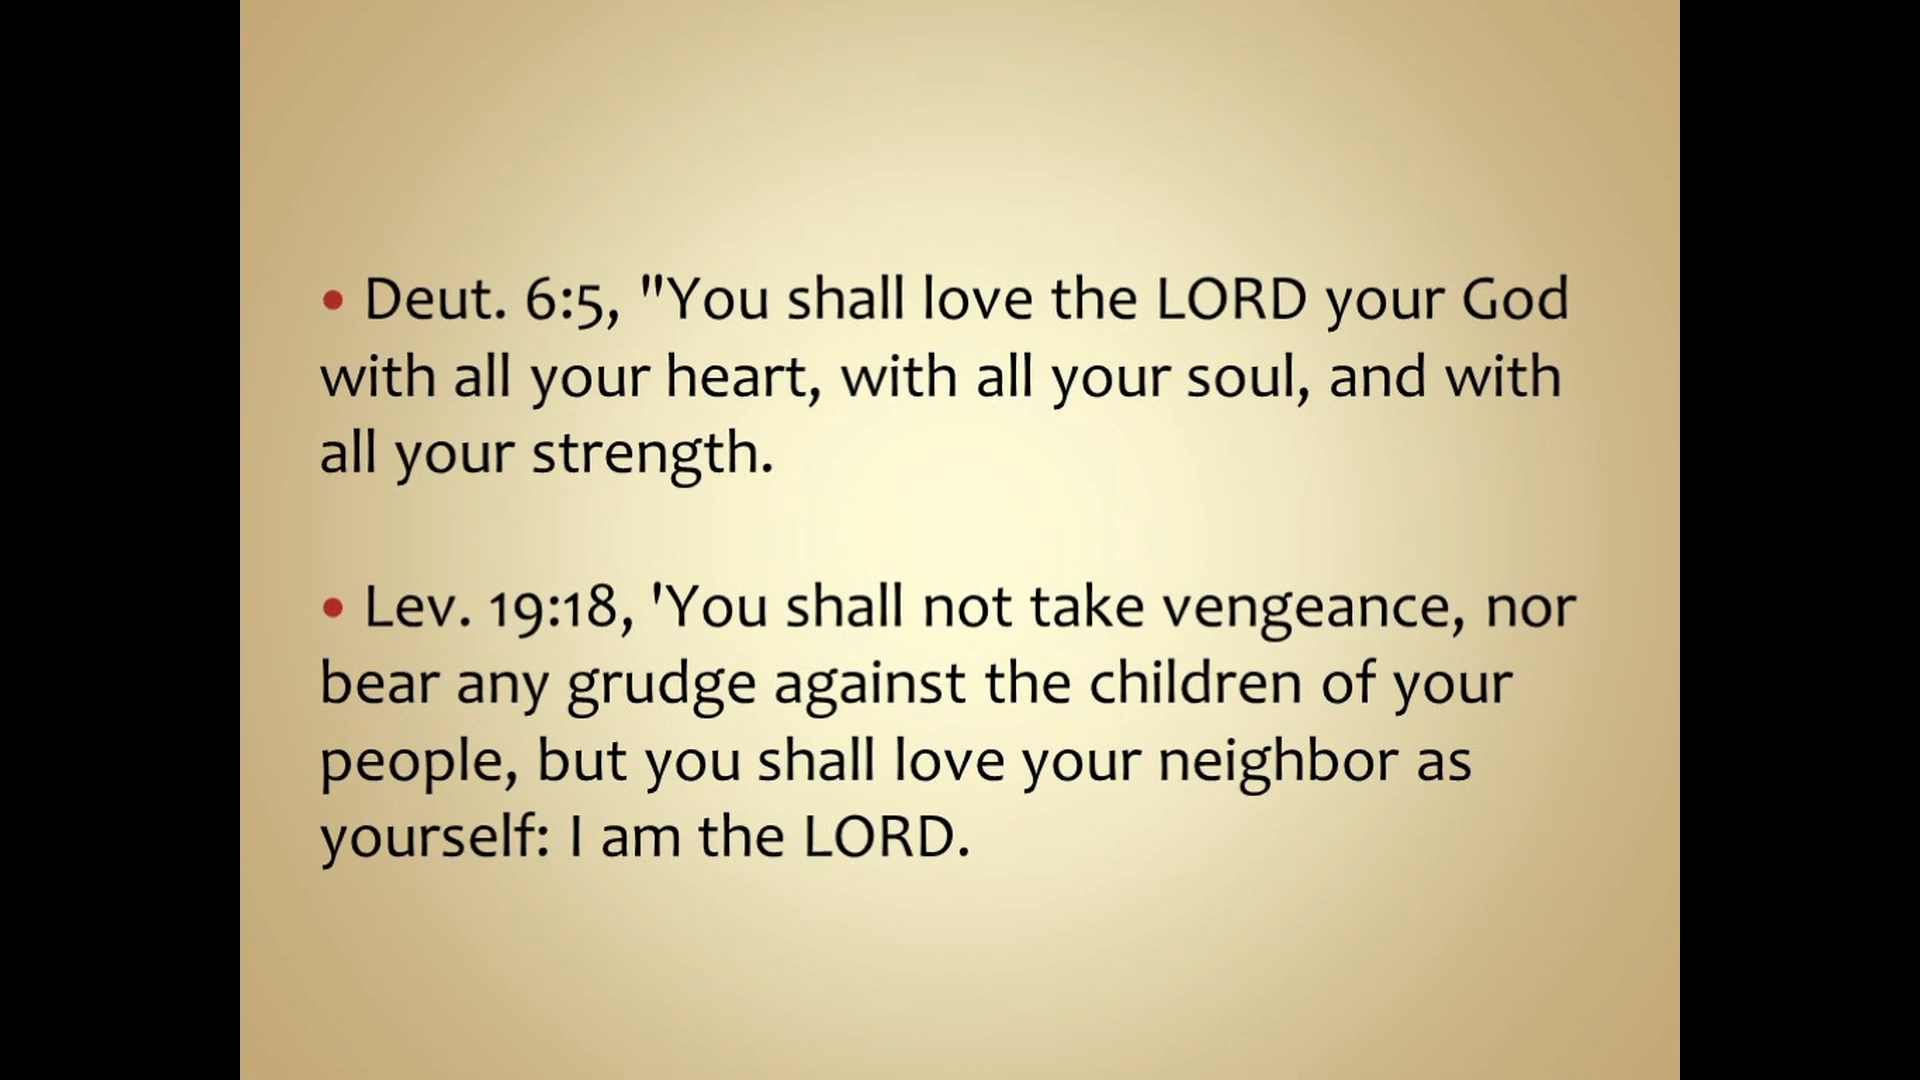 • Deut. 6:5, "You shall love the LORD your God
with all your heart, with all your soul, and with
all your strength.
• Lev. 19:18, 'You shall not take vengeance, nor
bear any grudge against the children of your
people, but you shall love your neighbor as
yourself: I am the LORD.